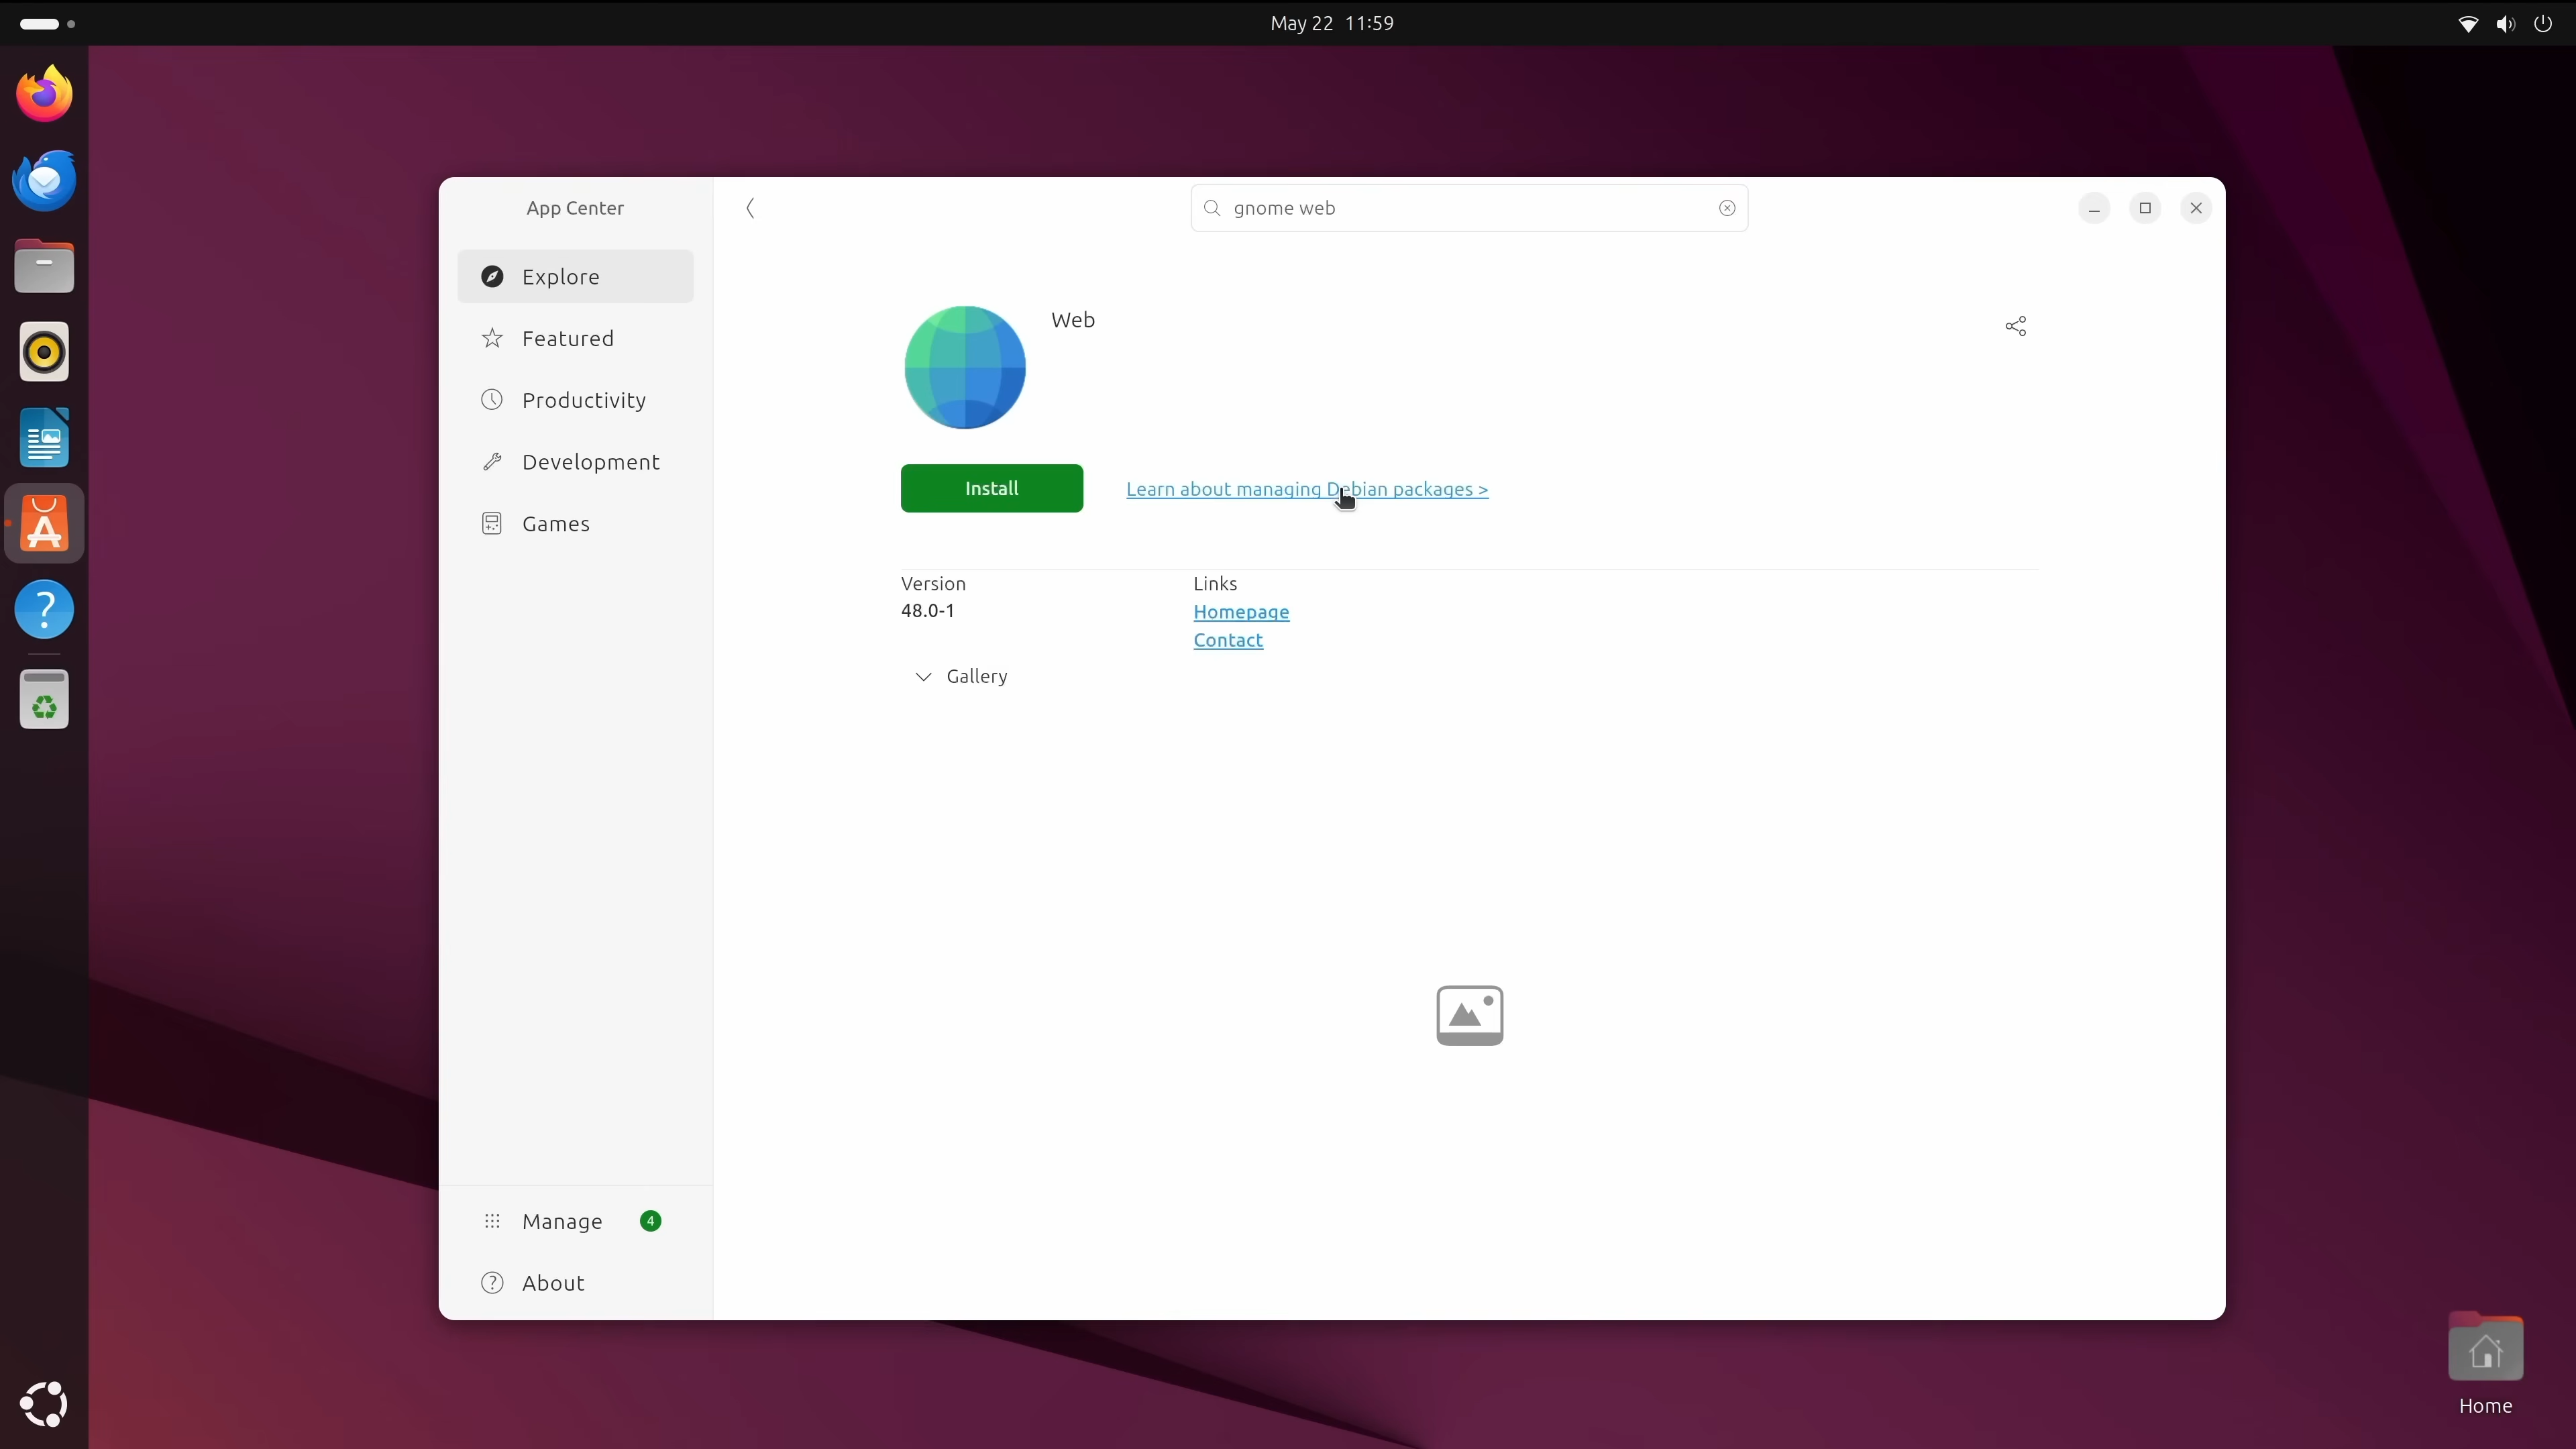 May 22 11:59
App Center
gnome web
Explore
Featured
Productivity
Development
Games
Web
Install
Learn about managing Debian packages >
Version
48.0-1
Links
Homepage
Contact
Gallery
Manage
4
About
Home